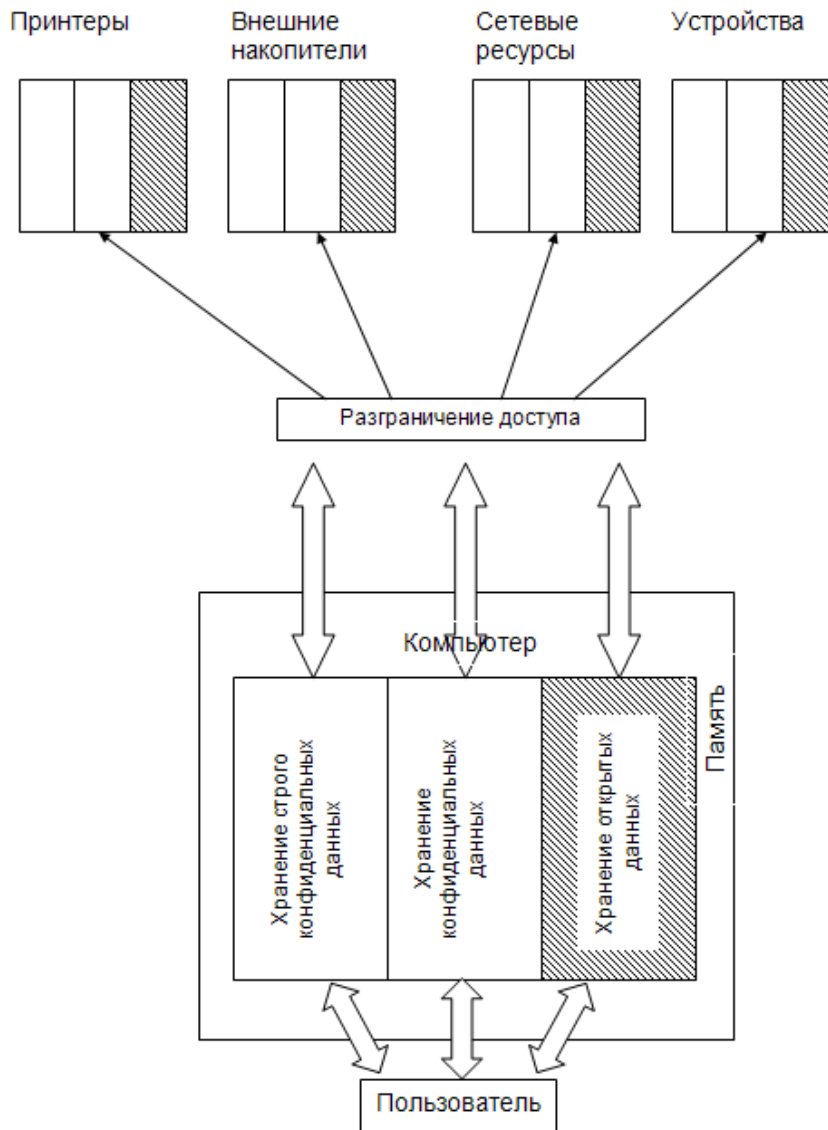 Принтеры
Внешние
накопители
Сетевые
ресурсы
Устройства
Разграничение доступа
Компьютер
Память
Хранение строго
конфиденциальных
данных
Хранение
конфиденциальных
данных
Хранение открытых
данных
Пользователь